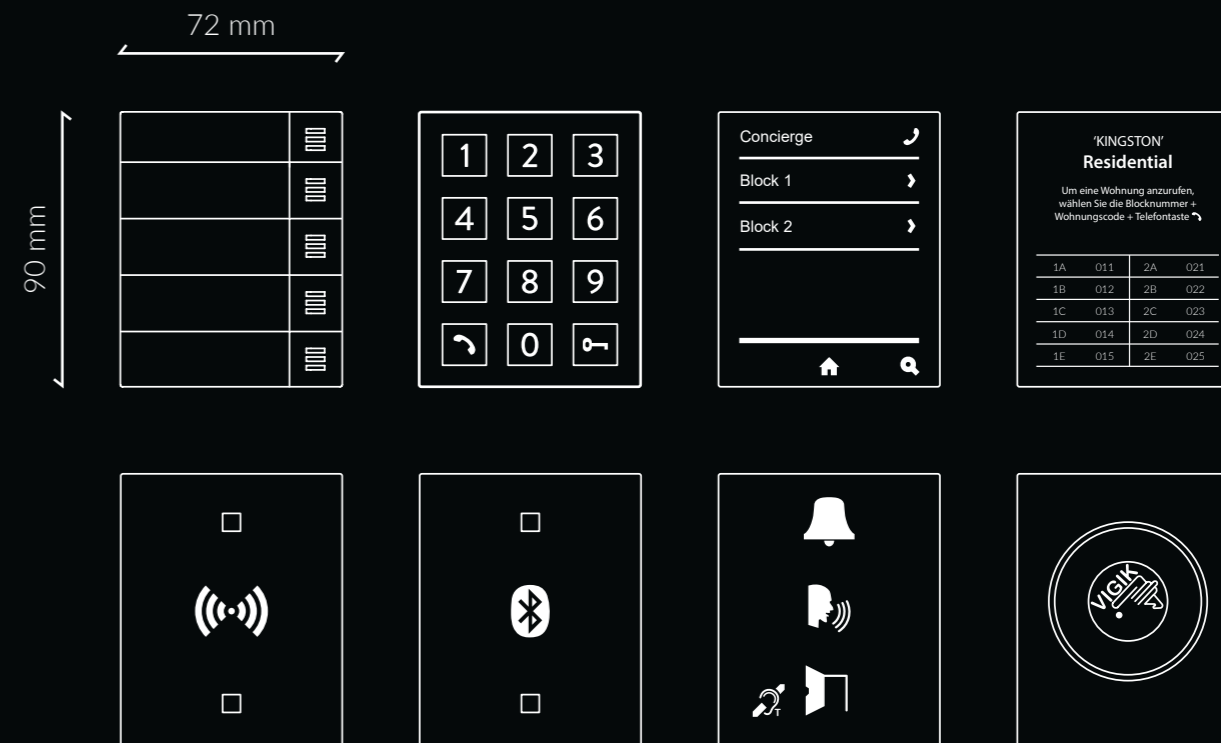 72 mm
90 mm
1 2 3
4 5 6
7 8 9
0
Concierge
Block 1
Block 2
'KINGSTON'
Residential
Um eine Wohnung anzurufen,
wählen Sie die Blocknummer +
Wohnungscode + Telefontaste
1A 011 2A 021
1B 012 2B 022
1C 013 2C 023
1D 014 2D 024
1E 015 2E 025
T
VIGIK